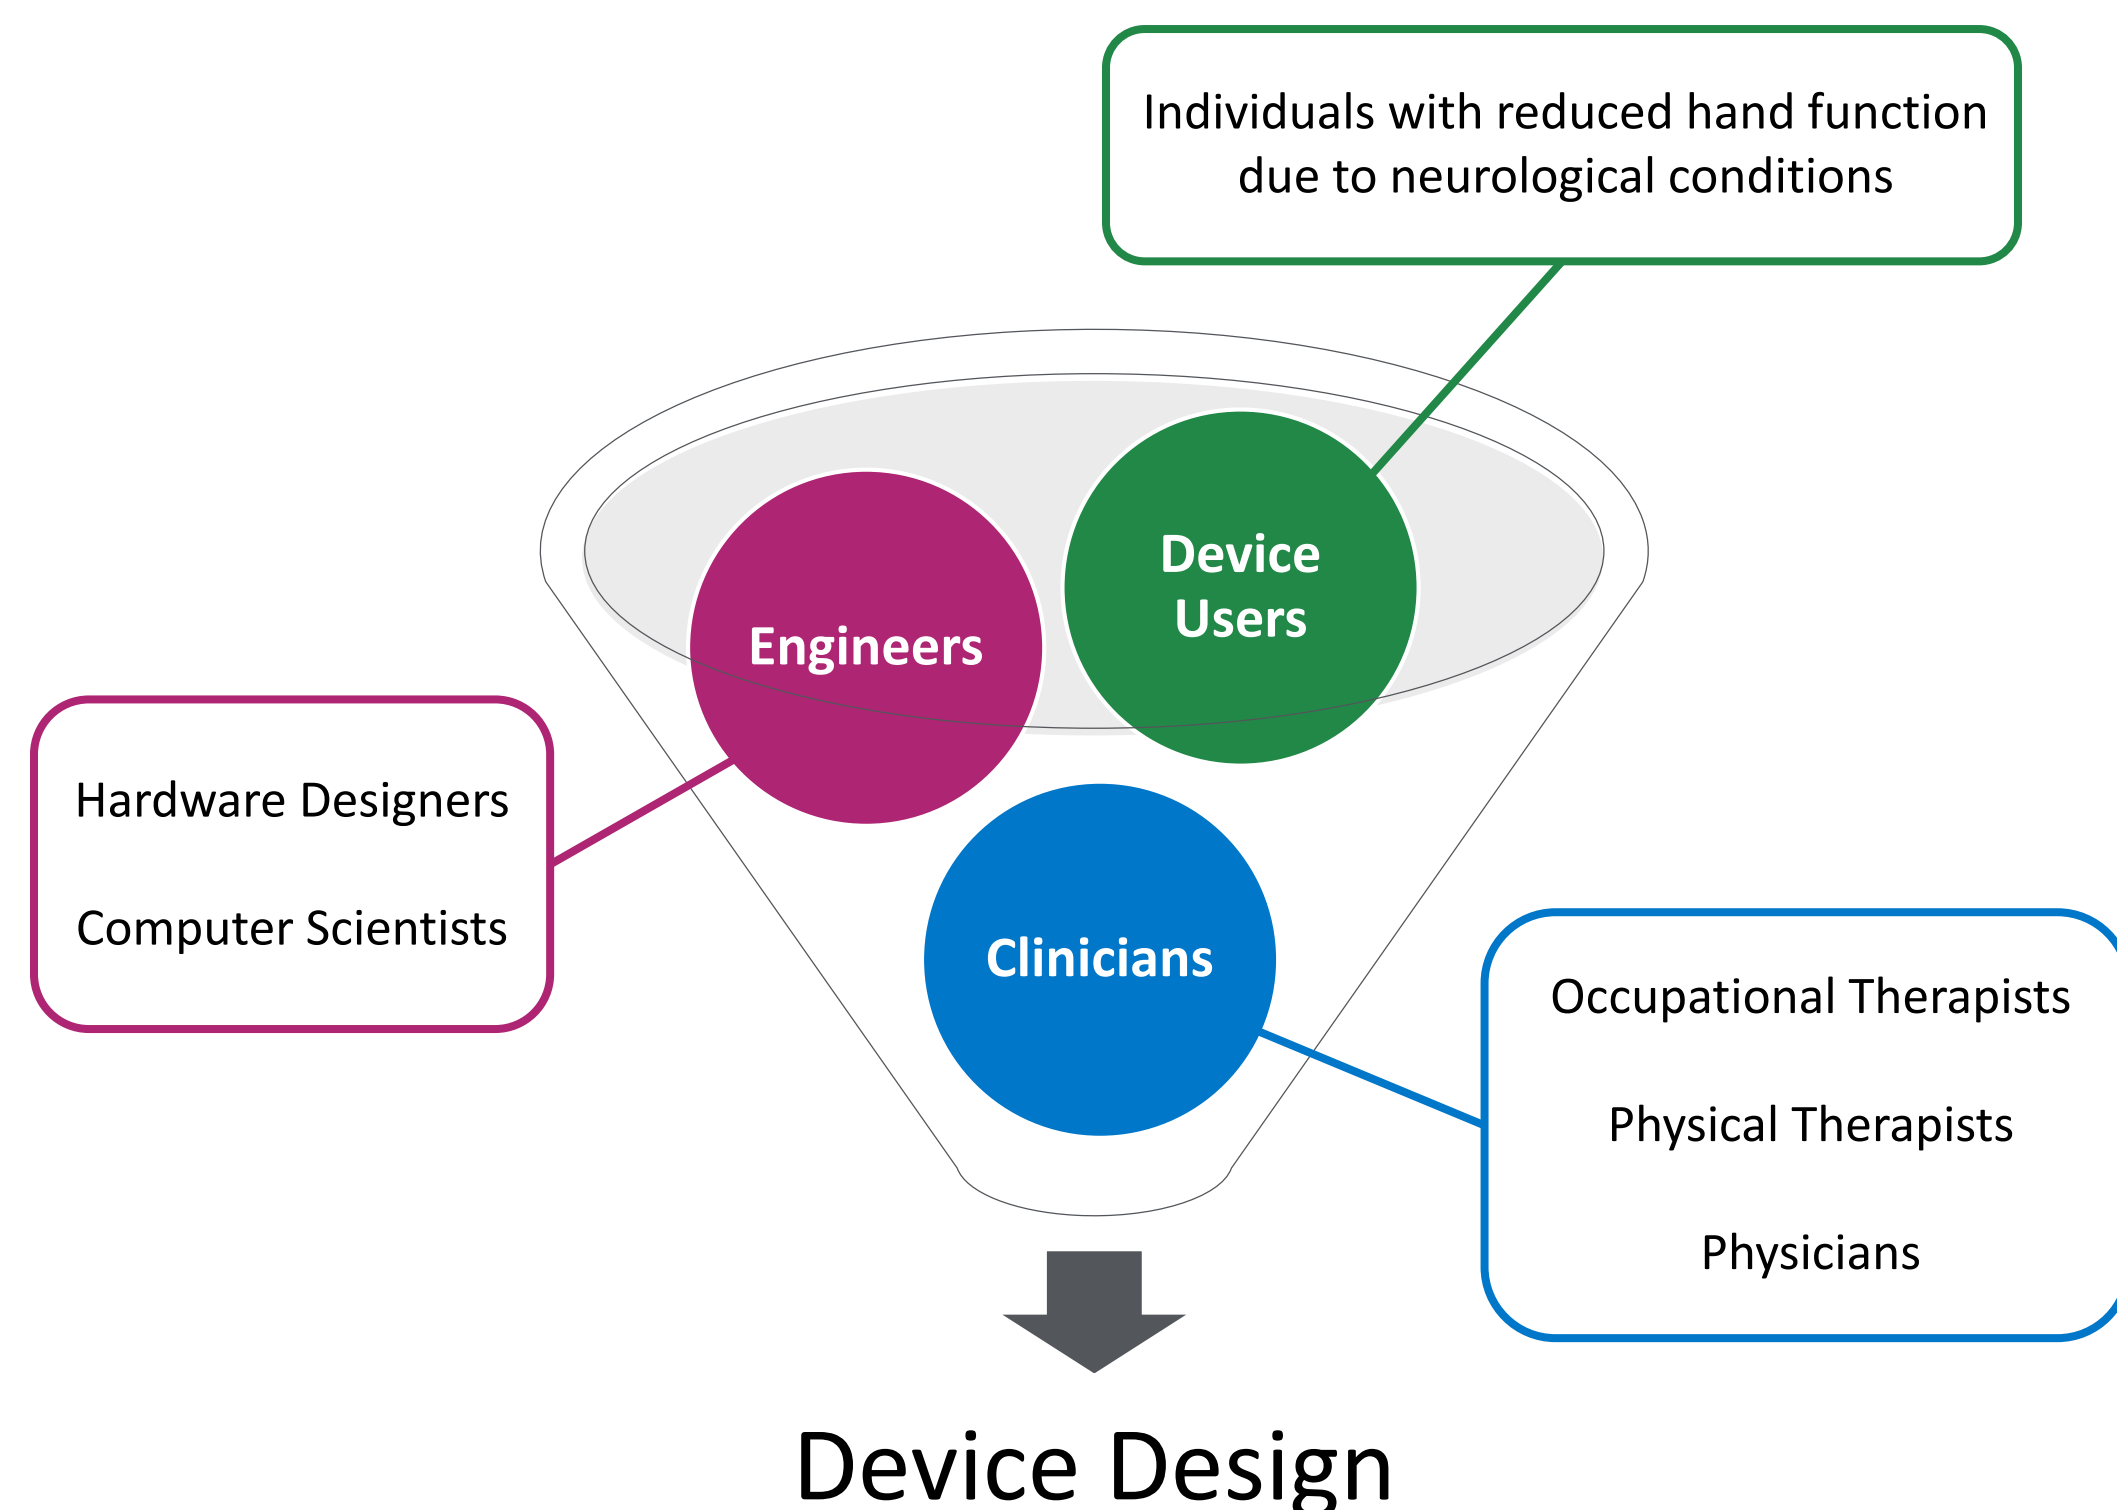 Individuals with reduced hand function
due to neurological conditions
Device
Users
Engineers
Hardware Designers
Computer Scientists
Clinicians
Occupational Therapists
Physical Therapists
Physicians
Device Design